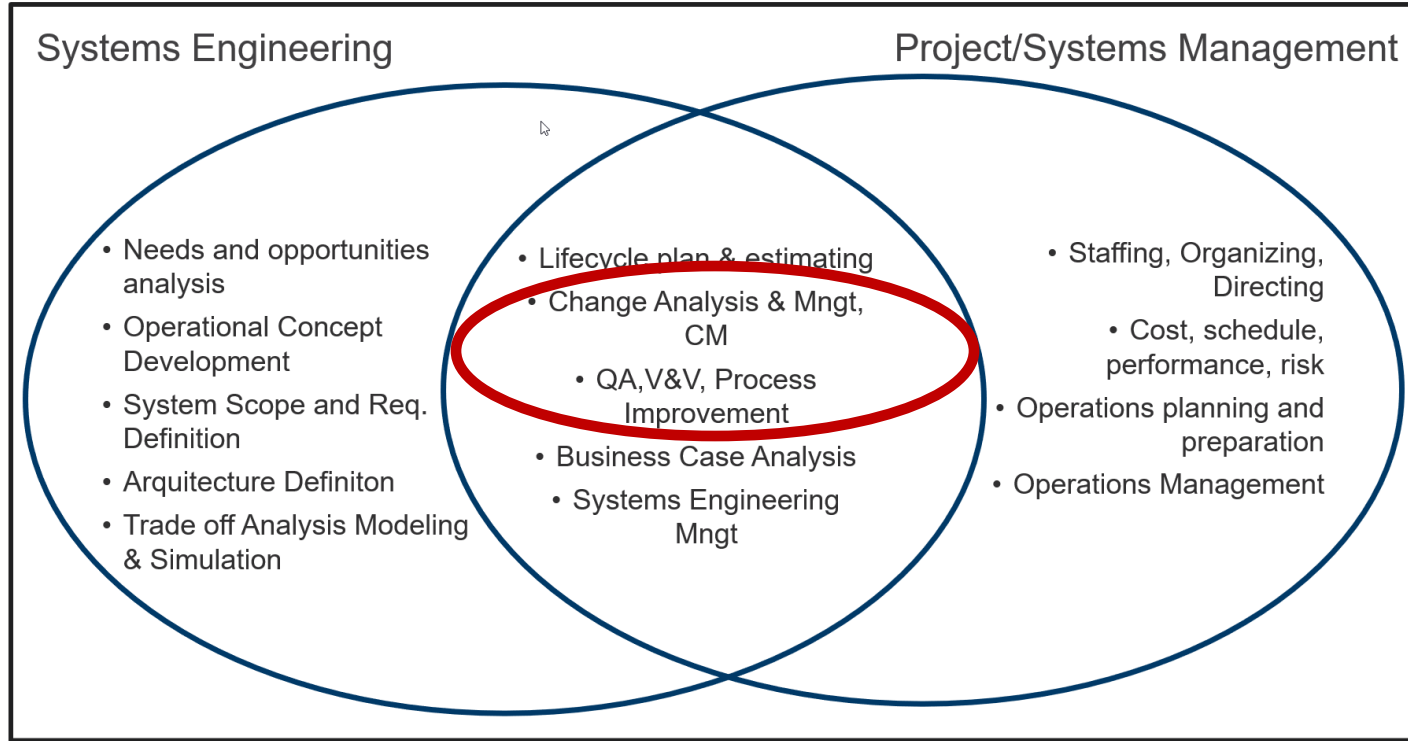 Systems Engineering
Project/Systems Management
• Needs and opportunities
analysis
• Operational Concept
Development
• System Scope and Req.
Definition
• Arquitecture Definiton
• Trade off Analysis Modeling
& Simulation
• Lifecycle plan & estimating
• Change Analysis & Mngt,
CM
• QA,V&V, Process
Improvement
• Business Case Analysis
• Systems Engineering
Mngt
• Staffing, Organizing,
Directing
• Cost, schedule,
performance, risk
• Operations planning and
preparation
• Operations Management